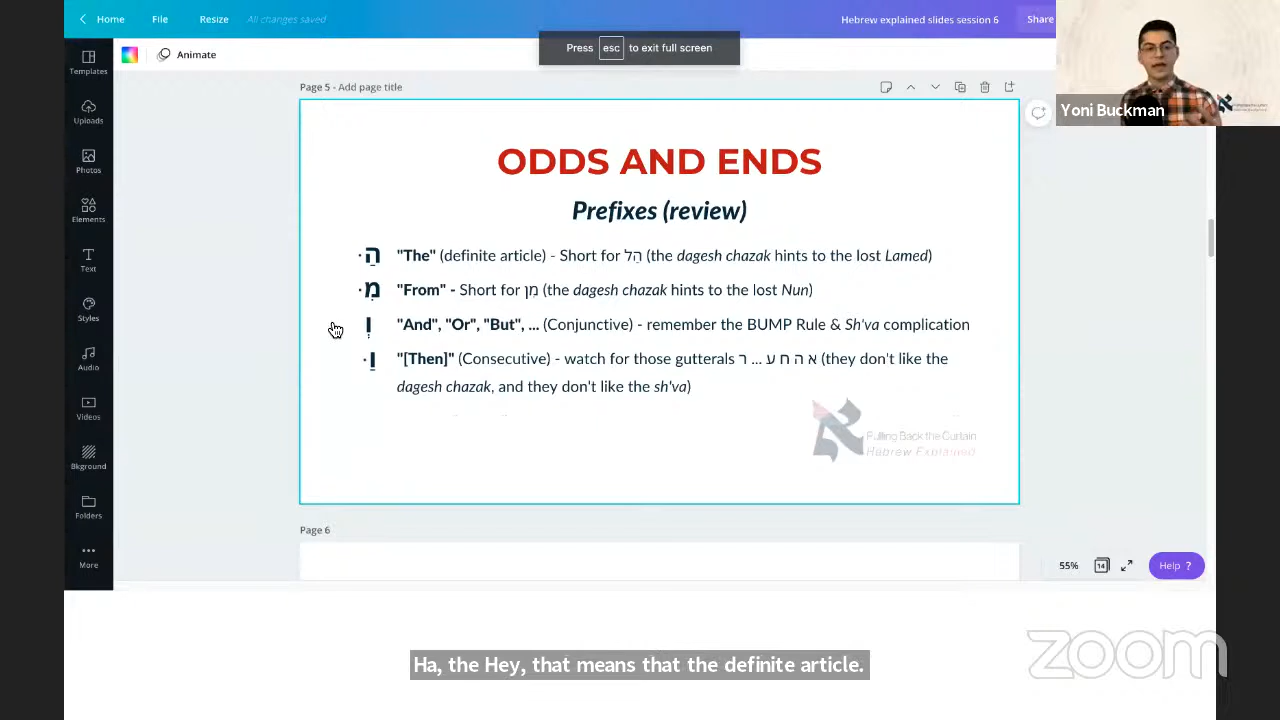 Home File Resize All changes saved Hebrew explained slides session 6 Share
Press esc to exit full screen
Animate
Yoni Buckman
Templates
Uploads
Photos
Elements
Text
Styles
Audio
Videos
Bkground
Folders
More
Page 5 - Add page title
ODDS AND ENDS
Prefixes (review)
הַ· "The" (definite article) - Short for הַל (the dagesh chazak hints to the lost Lamed)
מִ· "From" - Short for מִן (the dagesh chazak hints to the lost Nun)
וְ "And", "Or", "But", ... (Conjunctive) - remember the BUMP Rule & Sh'va complication
וַ· "[Then]" (Consecutive) - watch for those gutterals א ה ח ע ... ר (they don't like the
dagesh chazak, and they don't like the sh'va)
Pulling Back the Curtain
Hebrew Explained
Page 6
55% 14 Help ?
Ha, the Hey, that means that the definite article.
zoom